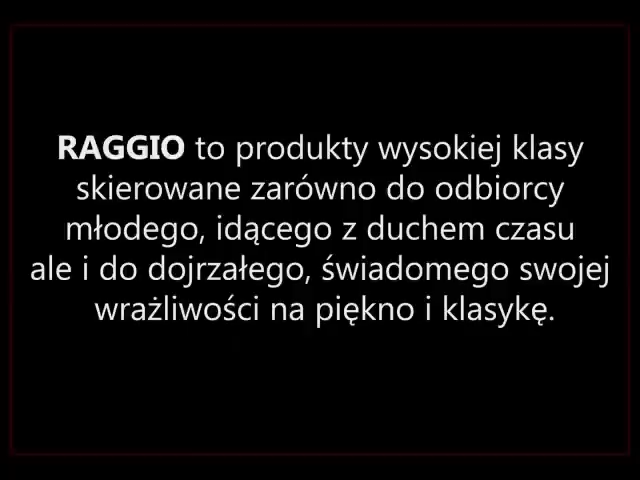 RAGGIO to produkty wysokiej klasy
skierowane zarówno do odbiorcy
młodego, idącego z duchem czasu
ale i do dojrzałego, świadomego swojej
wrażliwości na piękno i klasykę.